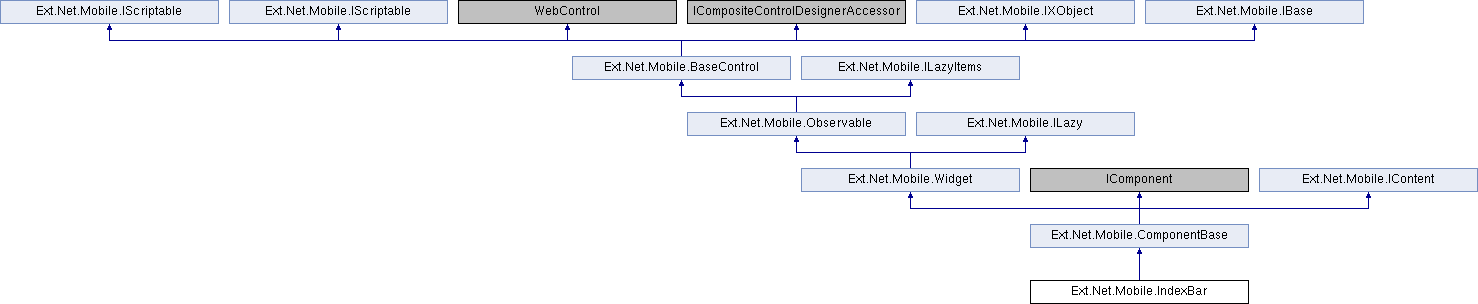 Ext.Net.Mobile.IScriptable
Ext.Net.Mobile.IScriptable
WebControl
ICompositeControlDesignerAccessor
Ext.Net.Mobile.IXObject
Ext.Net.Mobile.IBase
Ext.Net.Mobile.BaseControl
Ext.Net.Mobile.ILazyItems
Ext.Net.Mobile.Observable
Ext.Net.Mobile.ILazy
Ext.Net.Mobile.Widget
IComponent
Ext.Net.Mobile.IContent
Ext.Net.Mobile.ComponentBase
Ext.Net.Mobile.IndexBar